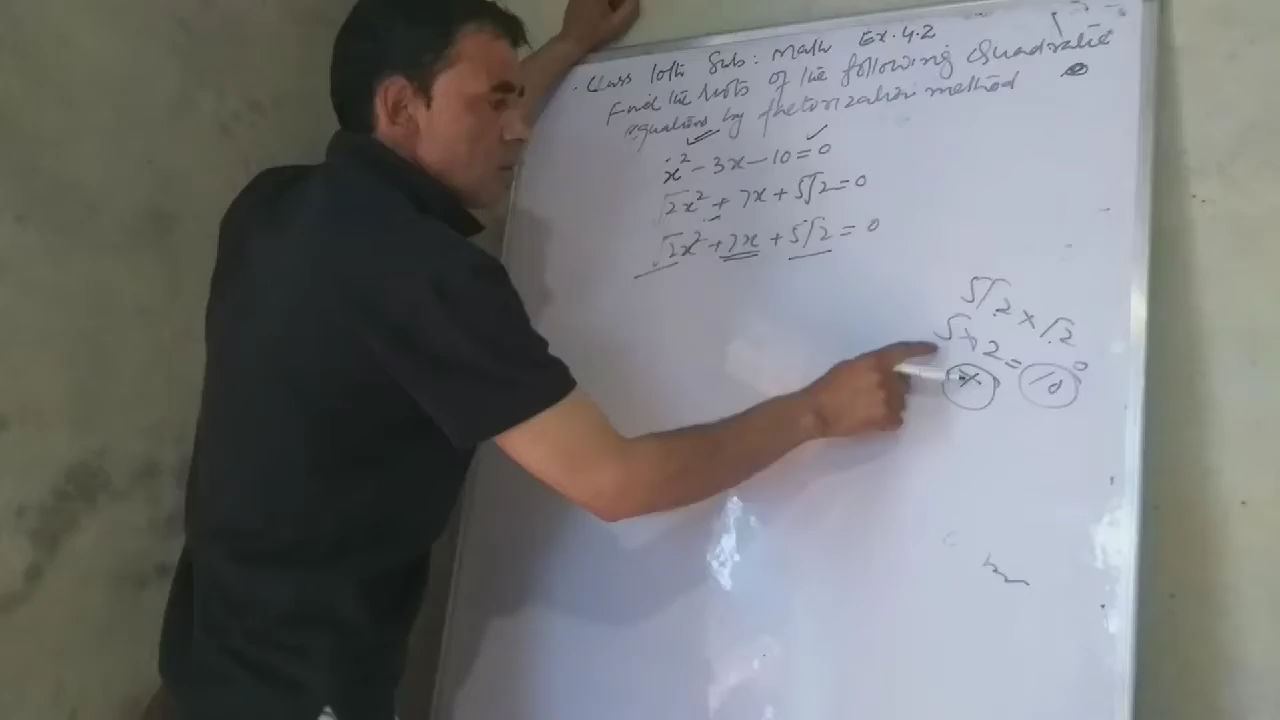 Class 10th Sub: Math Ex. 4.2
Find the roots of the following Quadratic
equations by factorization method
x² - 3x - 10 = 0
√2x² + 7x + 5√2 = 0
√2x² + 7x + 5√2 = 0
5√2 × √2
5 × 2 = 10